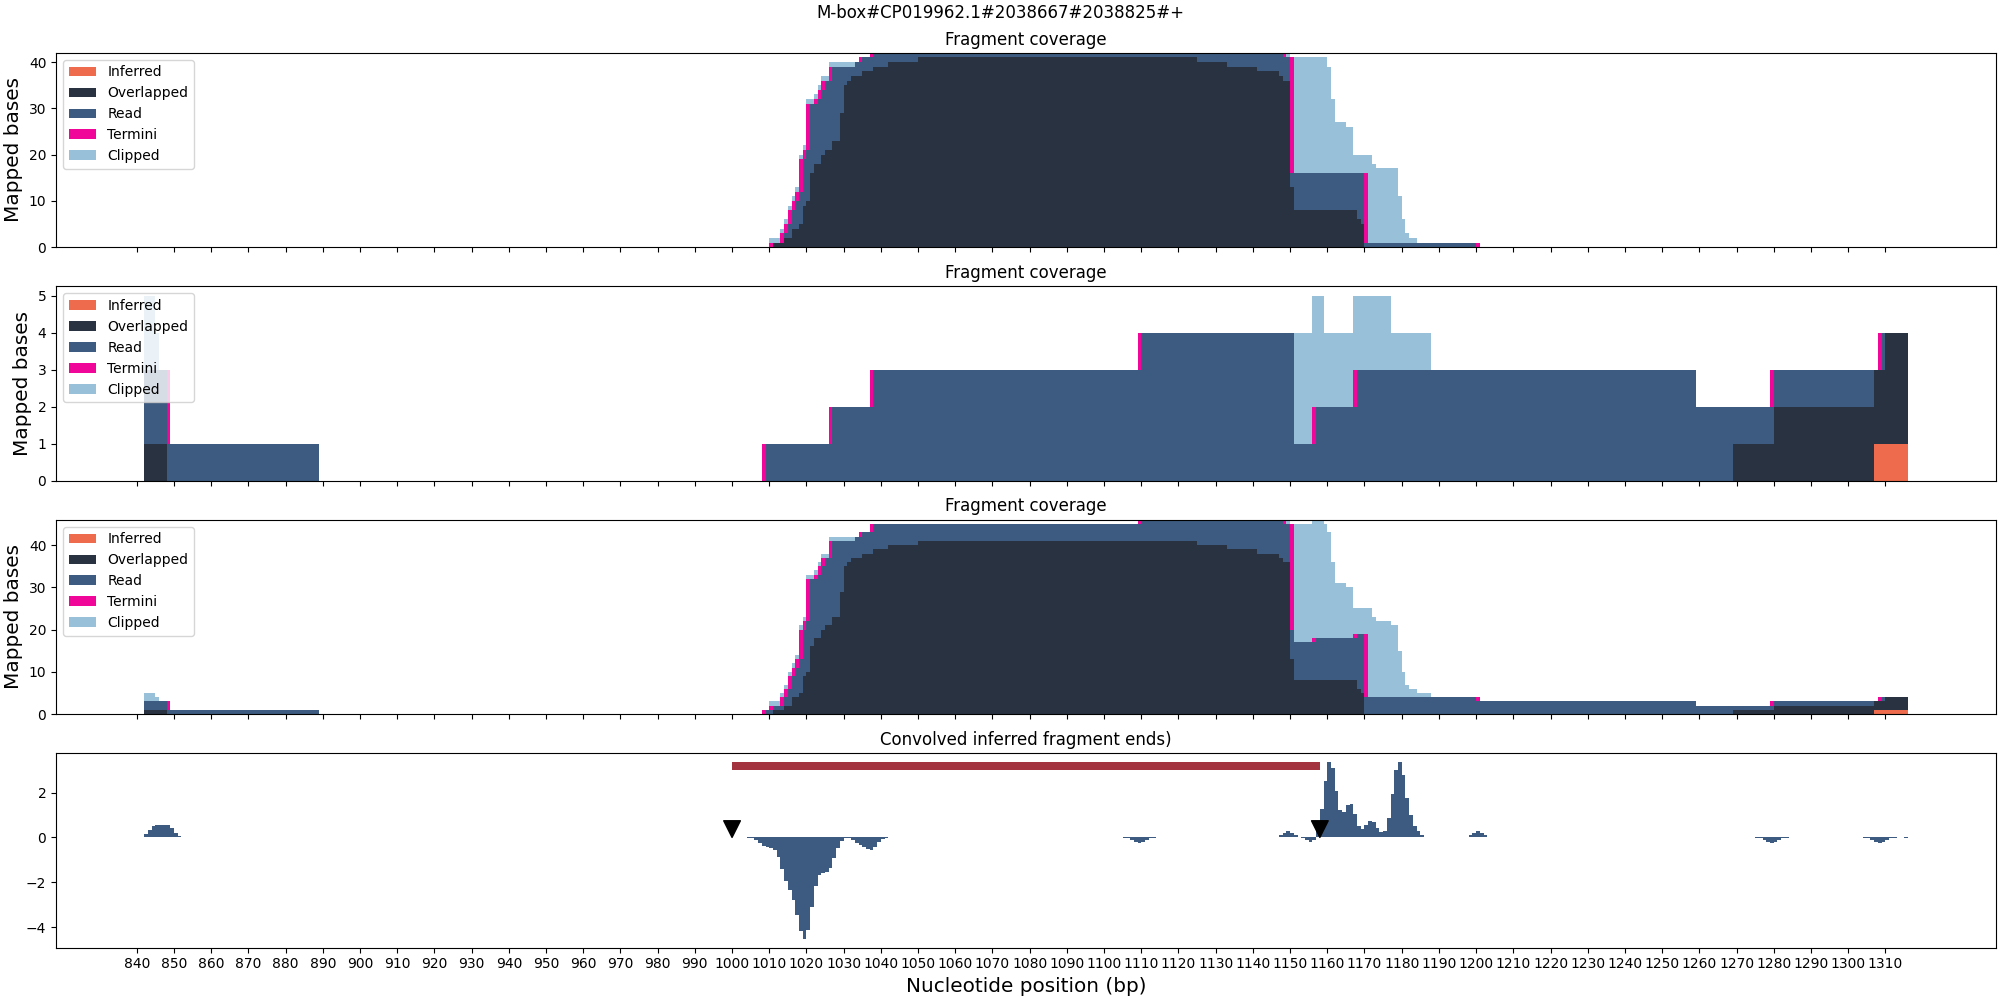 M-box#CP019962.1#2038667#2038825#+
Fragment coverage
Mapped bases
40
30
20
10
0
Inferred
Overlapped
Read
Termini
Clipped
Fragment coverage
Mapped bases
5
4
3
2
1
0
Inferred
Overlapped
Read
Termini
Clipped
Fragment coverage
Mapped bases
40
30
20
10
0
Inferred
Overlapped
Read
Termini
Clipped
Convolved inferred fragment ends)
2
0
−2
−4
840 850 860 870 880 890 900 910 920 930 940 950 960 970 980 990 1000 1010 1020 1030 1040 1050 1060 1070 1080 1090 1100 1110 1120 1130 1140 1150 1160 1170 1180 1190 1200 1210 1220 1230 1240 1250 1260 1270 1280 1290 1300 1310
Nucleotide position (bp)